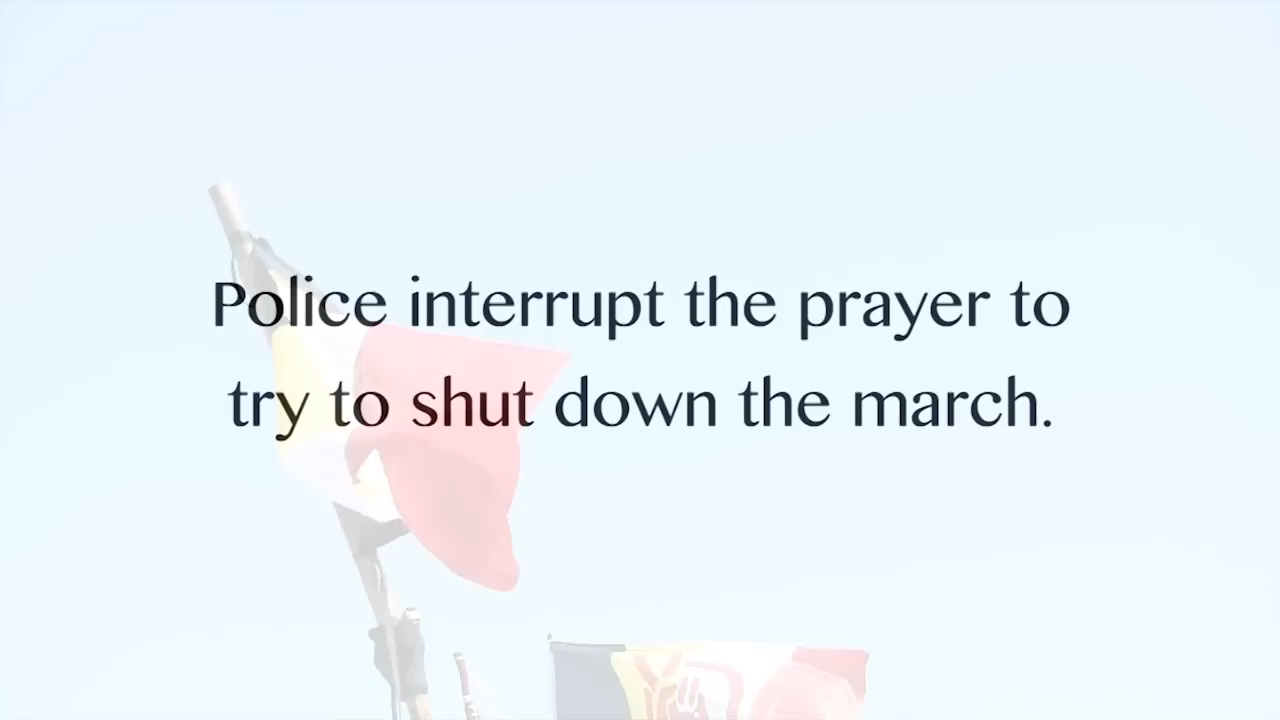 Police interrupt the prayer to
try to shut down the march.